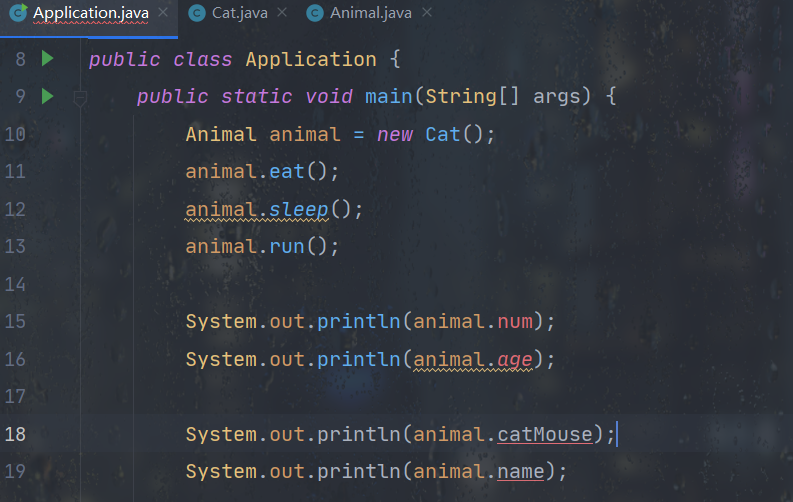 Application.java Cat.java Animal.java
8 public class Application {
9 public static void main(String[] args) {
10 Animal animal = new Cat();
11 animal.eat();
12 animal.sleep();
13 animal.run();
14
15 System.out.println(animal.num);
16 System.out.println(animal.age);
17
18 System.out.println(animal.catMouse);
19 System.out.println(animal.name);